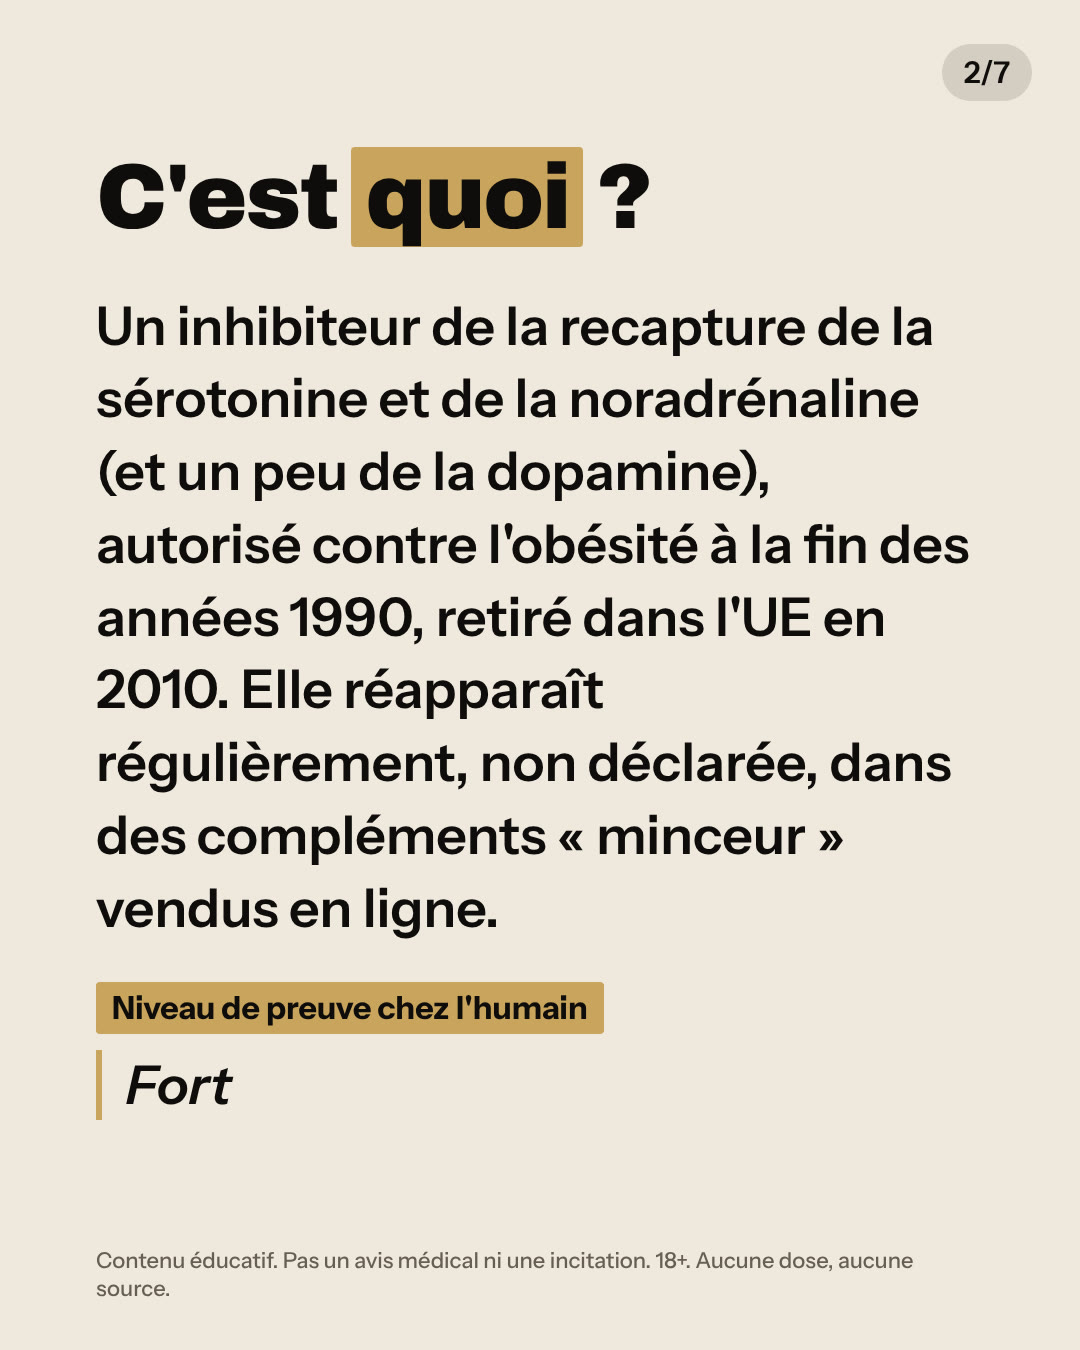 2/7
C'est quoi ?
Un inhibiteur de la recapture de la
sérotonine et de la noradrénaline
(et un peu de la dopamine),
autorisé contre l'obésité à la fin des
années 1990, retiré dans l'UE en
2010. Elle réapparaît
régulièrement, non déclarée, dans
des compléments « minceur »
vendus en ligne.
Niveau de preuve chez l'humain
Fort
Contenu éducatif. Pas un avis médical ni une incitation. 18+. Aucune dose, aucune
source.